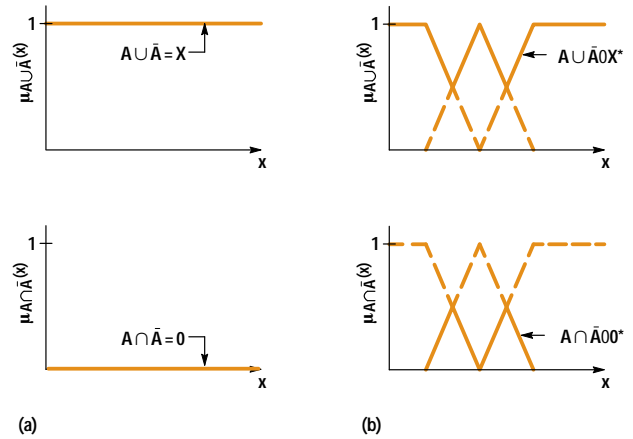 1
μA∪Ā(x)
A∪Ā=X
x
1
μA∪Ā(x)
A∪Ā0X*
x
1
μA∩Ā(x)
A∩Ā=0
x
1
μA∩Ā(x)
A∩Ā00*
x
(a)
(b)